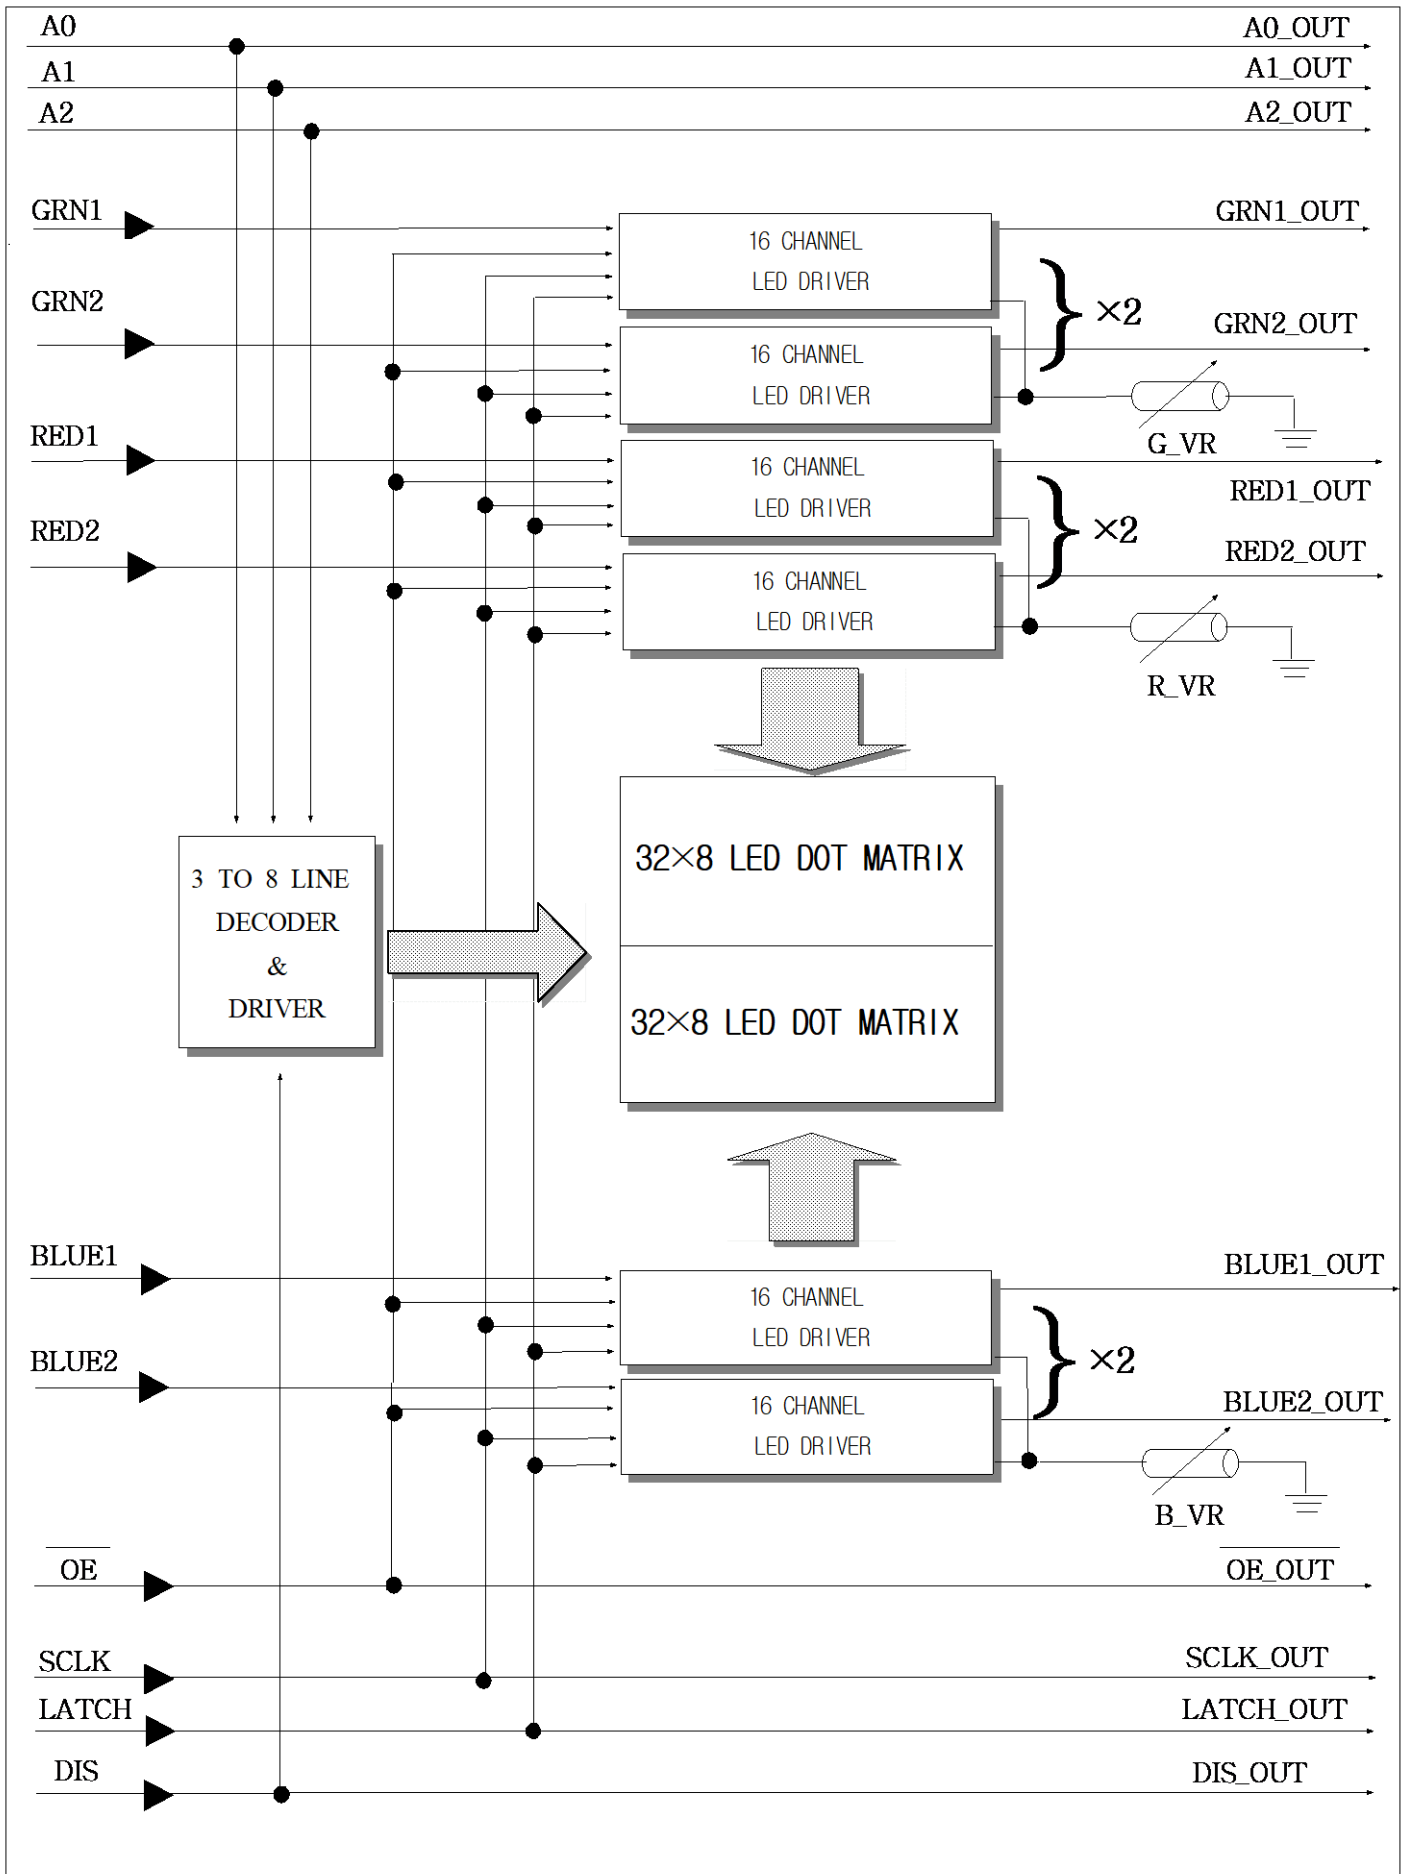 A0 A0_OUT
A1 A1_OUT
A2 A2_OUT
GRN1 GRN1_OUT
16 CHANNEL
LED DRIVER
GRN2 ×2 GRN2_OUT
16 CHANNEL
LED DRIVER
G_VR
RED1
16 CHANNEL
LED DRIVER
RED1_OUT
RED2 ×2 RED2_OUT
16 CHANNEL
LED DRIVER
R_VR
32×8 LED DOT MATRIX
3 TO 8 LINE
DECODER
&
DRIVER
32×8 LED DOT MATRIX
BLUE1 BLUE1_OUT
16 CHANNEL
LED DRIVER
BLUE2 ×2
16 CHANNEL
LED DRIVER
BLUE2_OUT
B_VR
OE OE_OUT
SCLK SCLK_OUT
LATCH LATCH_OUT
DIS DIS_OUT